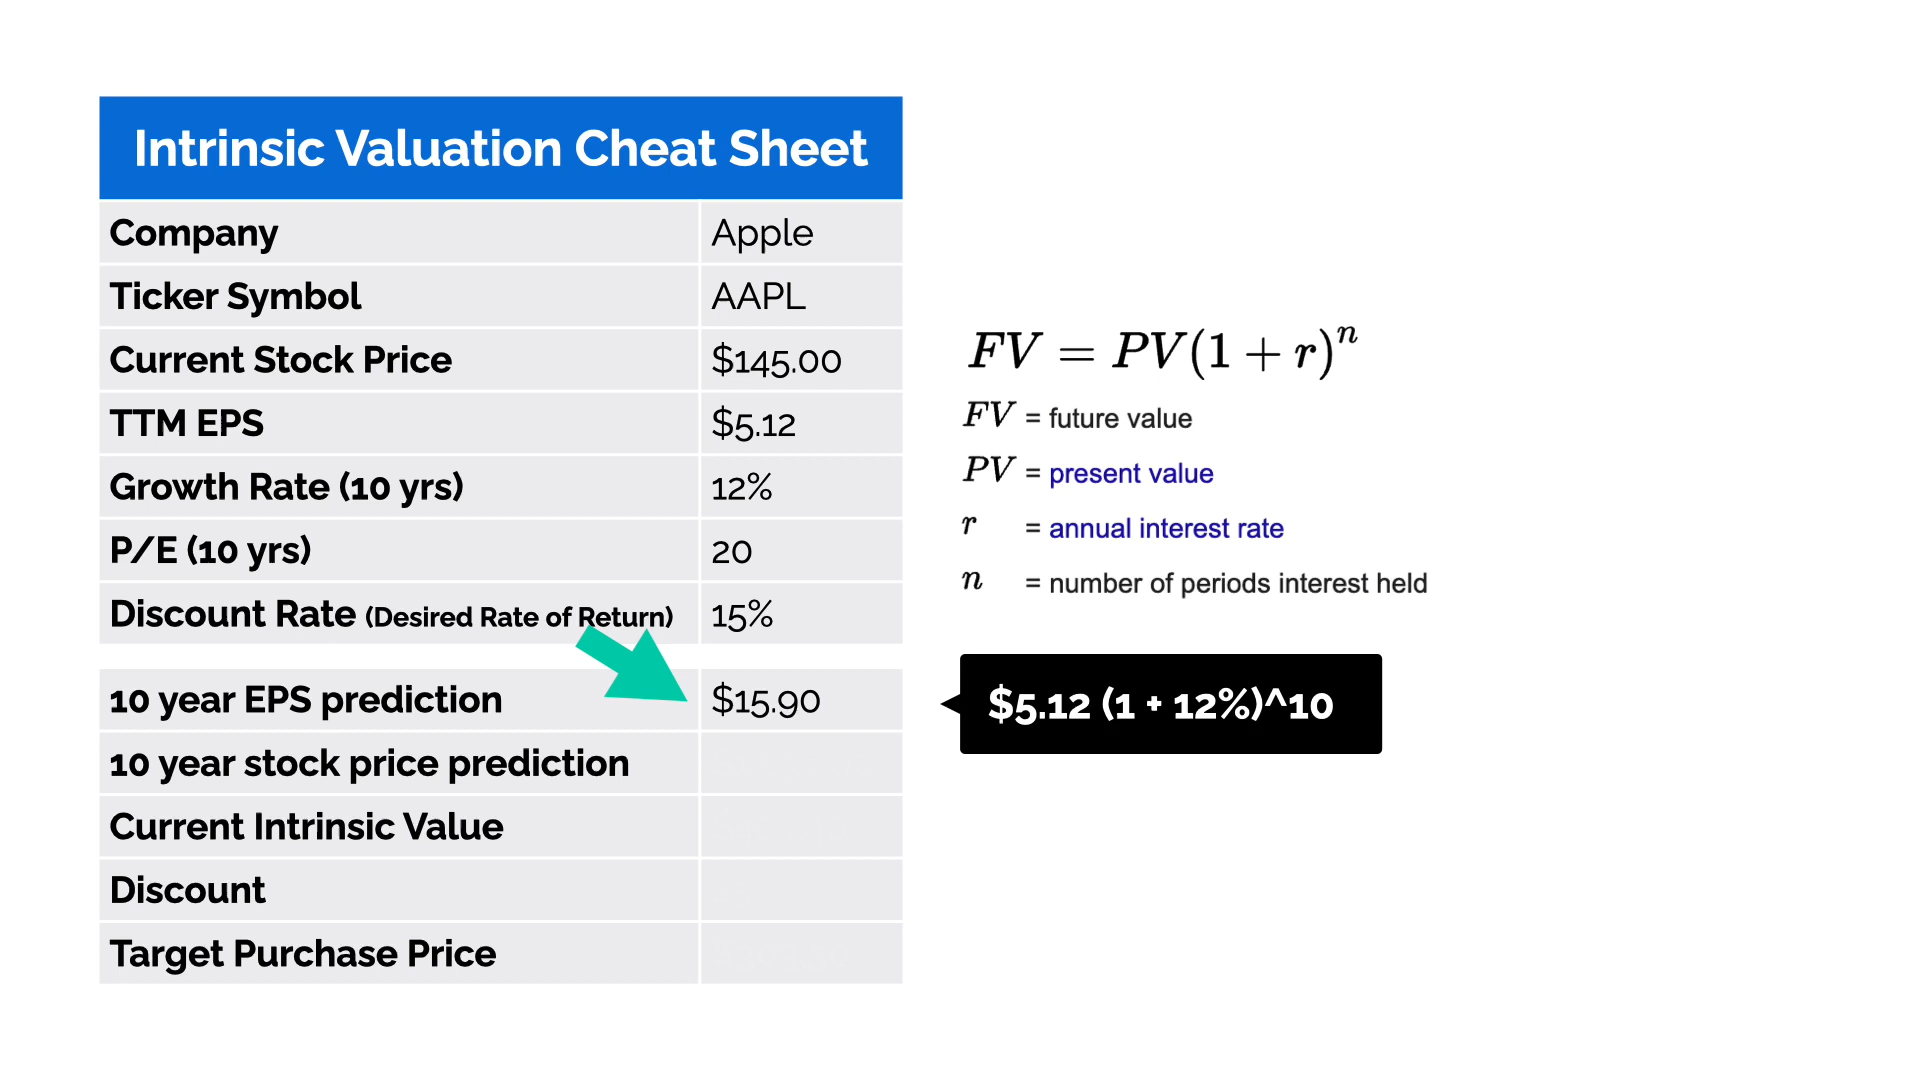 Intrinsic Valuation Cheat Sheet
Company Apple
Ticker Symbol AAPL
Current Stock Price $145.00
TTM EPS $5.12
Growth Rate (10 yrs) 12%
P/E (10 yrs) 20
Discount Rate (Desired Rate of Return) 15%
10 year EPS prediction $15.90
10 year stock price prediction
Current Intrinsic Value
Discount
Target Purchase Price
FV = PV(1 + r)^n
FV = future value
PV = present value
r = annual interest rate
n = number of periods interest held
$5.12 (1 + 12%)^10